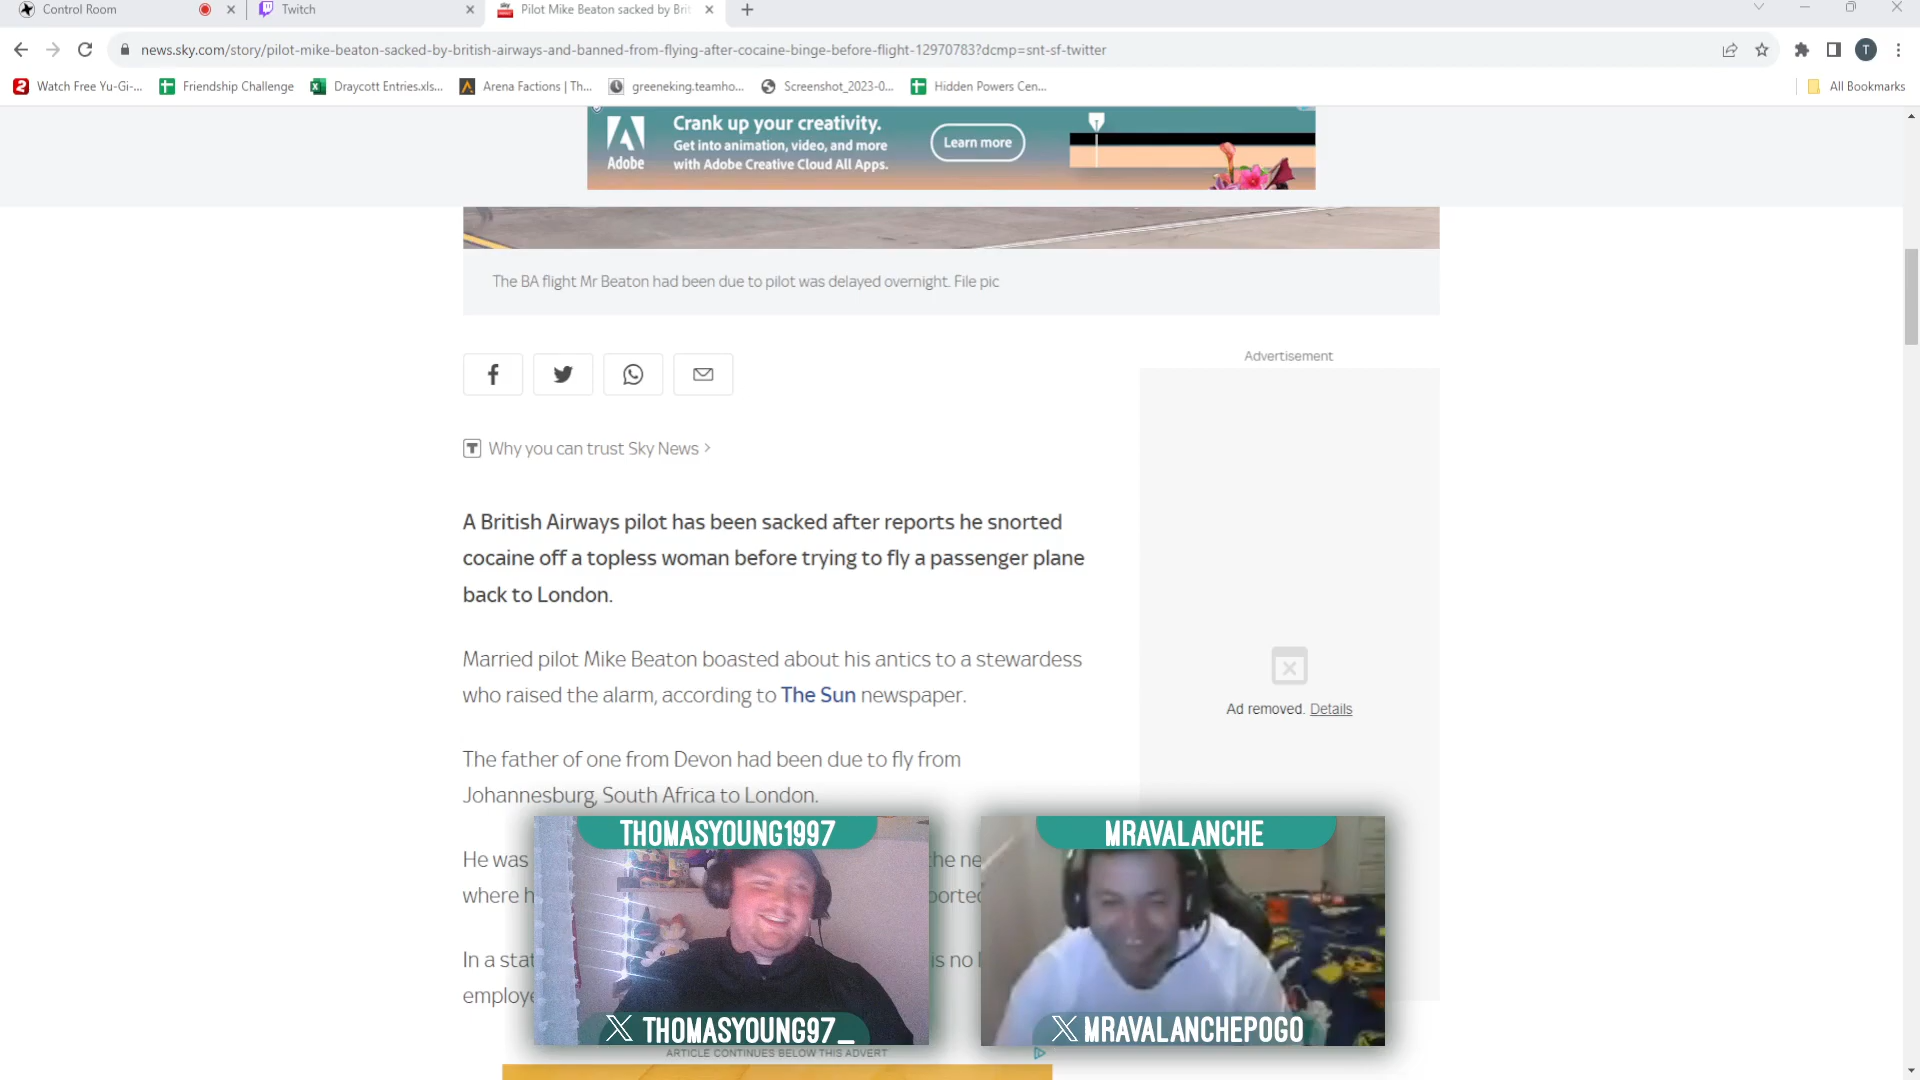 Control Room
Twitch
Pilot Mike Beaton sacked by Brit
news.sky.com/story/pilot-mike-beaton-sacked-by-british-airways-and-banned-from-flying-after-cocaine-binge-before-flight-12970783?dcmp=snt-sf-twitter
T
Watch Free Yu-Gi-...
Friendship Challenge
Draycott Entries.xls...
Arena Factions | Th...
greeneking.teamho...
Screenshot_2023-0...
Hidden Powers Cen...
All Bookmarks
Adobe
Crank up your creativity.
Get into animation, video, and more
with Adobe Creative Cloud All Apps.
Learn more
The BA flight Mr Beaton had been due to pilot was delayed overnight. File pic
Advertisement
Why you can trust Sky News >
A British Airways pilot has been sacked after reports he snorted
cocaine off a topless woman before trying to fly a passenger plane
back to London.
Married pilot Mike Beaton boasted about his antics to a stewardess
who raised the alarm, according to The Sun newspaper.
Ad removed. Details
The father of one from Devon had been due to fly from
Johannesburg, South Africa to London.
THOMASYOUNG1997
MRAVALANCHE
He was the ne
where h ported
In a stat is no l
employe
X THOMASYOUNG97_
X MRAVALANCHEPOGO
ARTICLE CONTINUES BELOW THIS ADVERT